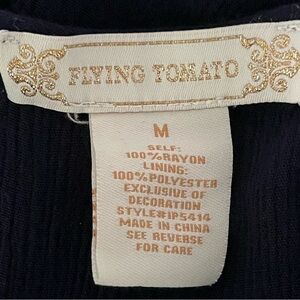 FLYING TOMATO
M
SELF:
100%RAYON
LINING:
100%POLYESTER
EXCLUSIVE OF
DECORATION
STYLE#IP5414
MADE IN CHINA
SEE REVERSE
FOR CARE